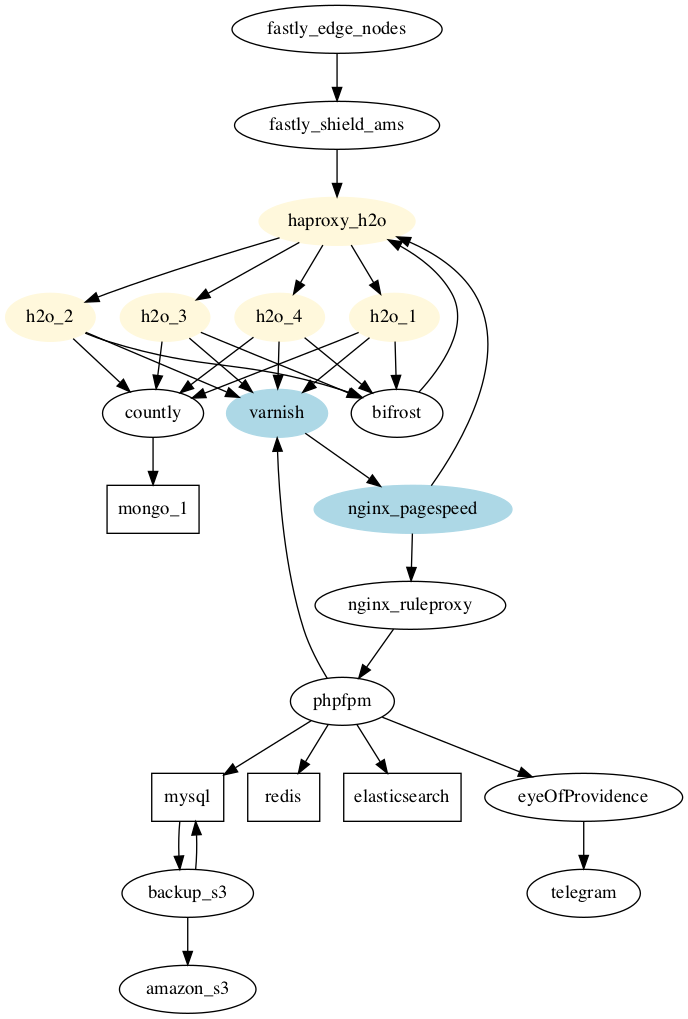 fastly_edge_nodes
fastly_shield_ams
haproxy_h2o
h2o_2
h2o_3
h2o_4
h2o_1
countly
varnish
bifrost
mongo_1
nginx_pagespeed
nginx_ruleproxy
phpfpm
mysql
redis
elasticsearch
eyeOfProvidence
backup_s3
telegram
amazon_s3